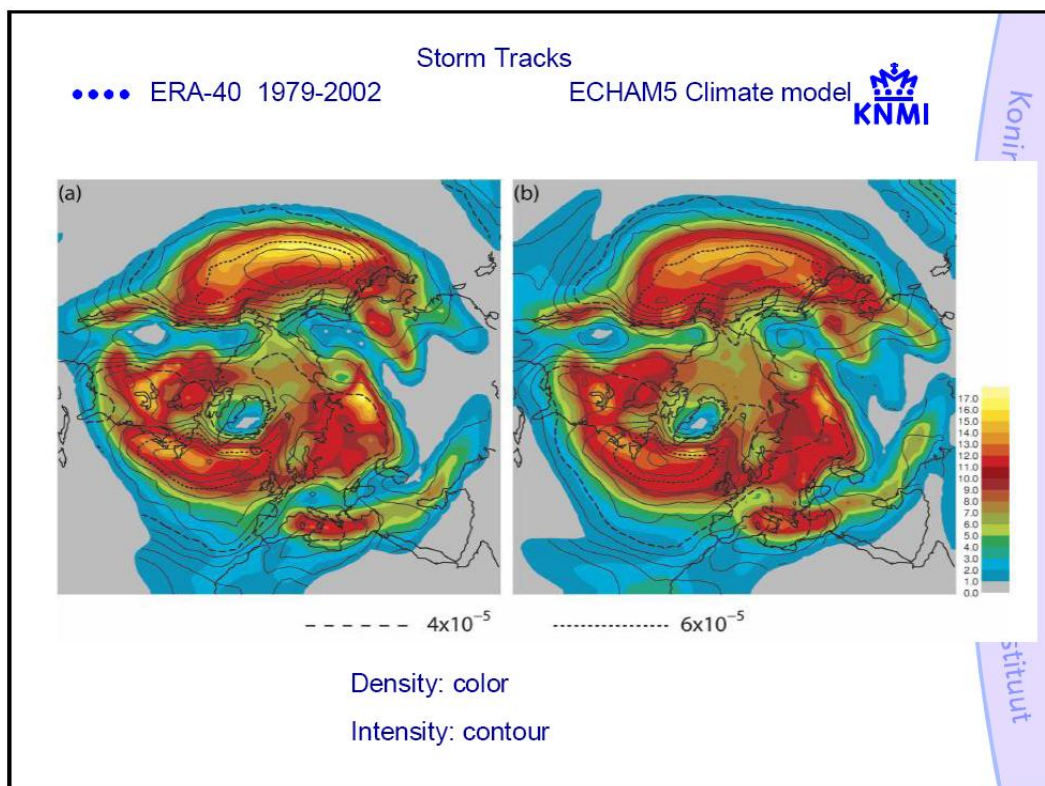 Storm Tracks
ERA-40 1979-2002
ECHAM5 Climate model
KNMI
Konin
(a)
(b)
17.0
16.0
15.0
14.0
13.0
12.0
11.0
10.0
9.0
8.0
7.0
6.0
5.0
4.0
3.0
2.0
1.0
0.0
4x10⁻⁵
6x10⁻⁵
stituut
Density: color
Intensity: contour